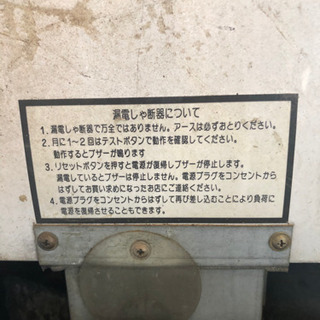 漏電しゃ断器について
1. 漏電しゃ断器で万全ではありません。アースは必ずおとりください。
2. 月に1~2回はテストボタンで動作を確認してください。
動作するとブザーが鳴ります
3. リセットボタンを押すと電源が復帰しブザーが停止します。
漏電しているとブザーは停止しません。電源プラグをコンセントから
はずしてお買い求めになったお店にご連絡ください。
4. 電源プラグをコンセントからはずして再び差し込むことにより負荷に
電源を復帰させることもできます。